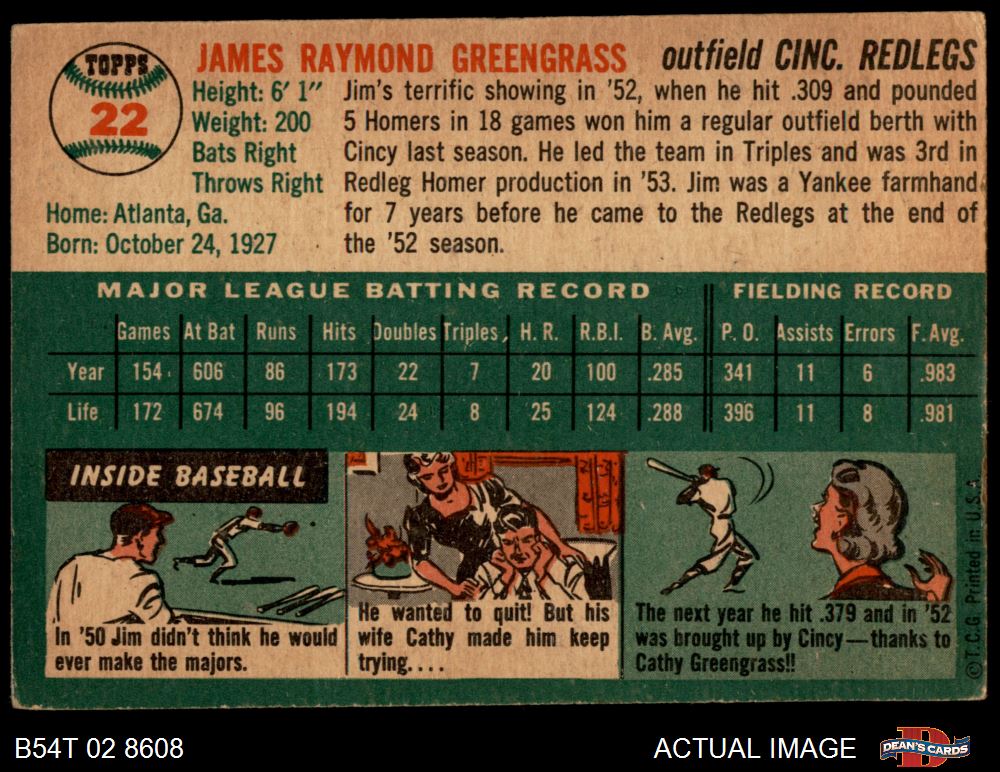 TOPPS
22
JAMES RAYMOND GREENGRASS outfield CINC. REDLEGS
Height: 6' 1"
Weight: 200
Bats Right
Throws Right
Home: Atlanta, Ga.
Born: October 24, 1927
Jim's terrific showing in '52, when he hit .309 and pounded
5 Homers in 18 games won him a regular outfield berth with
Cincy last season. He led the team in Triples and was 3rd in
Redleg Homer production in '53. Jim was a Yankee farmhand
for 7 years before he came to the Redlegs at the end of
the '52 season.
MAJOR LEAGUE BATTING RECORD FIELDING RECORD
Games At Bat Runs Hits Doubles Triples H. R. R.B.I. B. Avg. P. O. Assists Errors F. Avg.
Year 154 606 86 173 22 7 20 100 .285 341 11 6 .983
Life 172 674 96 194 24 8 25 124 .288 396 11 8 .981
INSIDE BASEBALL
In '50 Jim didn't think he would
ever make the majors.
He wanted to quit! But his
wife Cathy made him keep
trying....
The next year he hit .379 and in '52
was brought up by Cincy—thanks to
Cathy Greengrass!!
© T.C.G. Printed in U.S.A.
B54T 02 8608 ACTUAL IMAGE DEAN'S CARDS